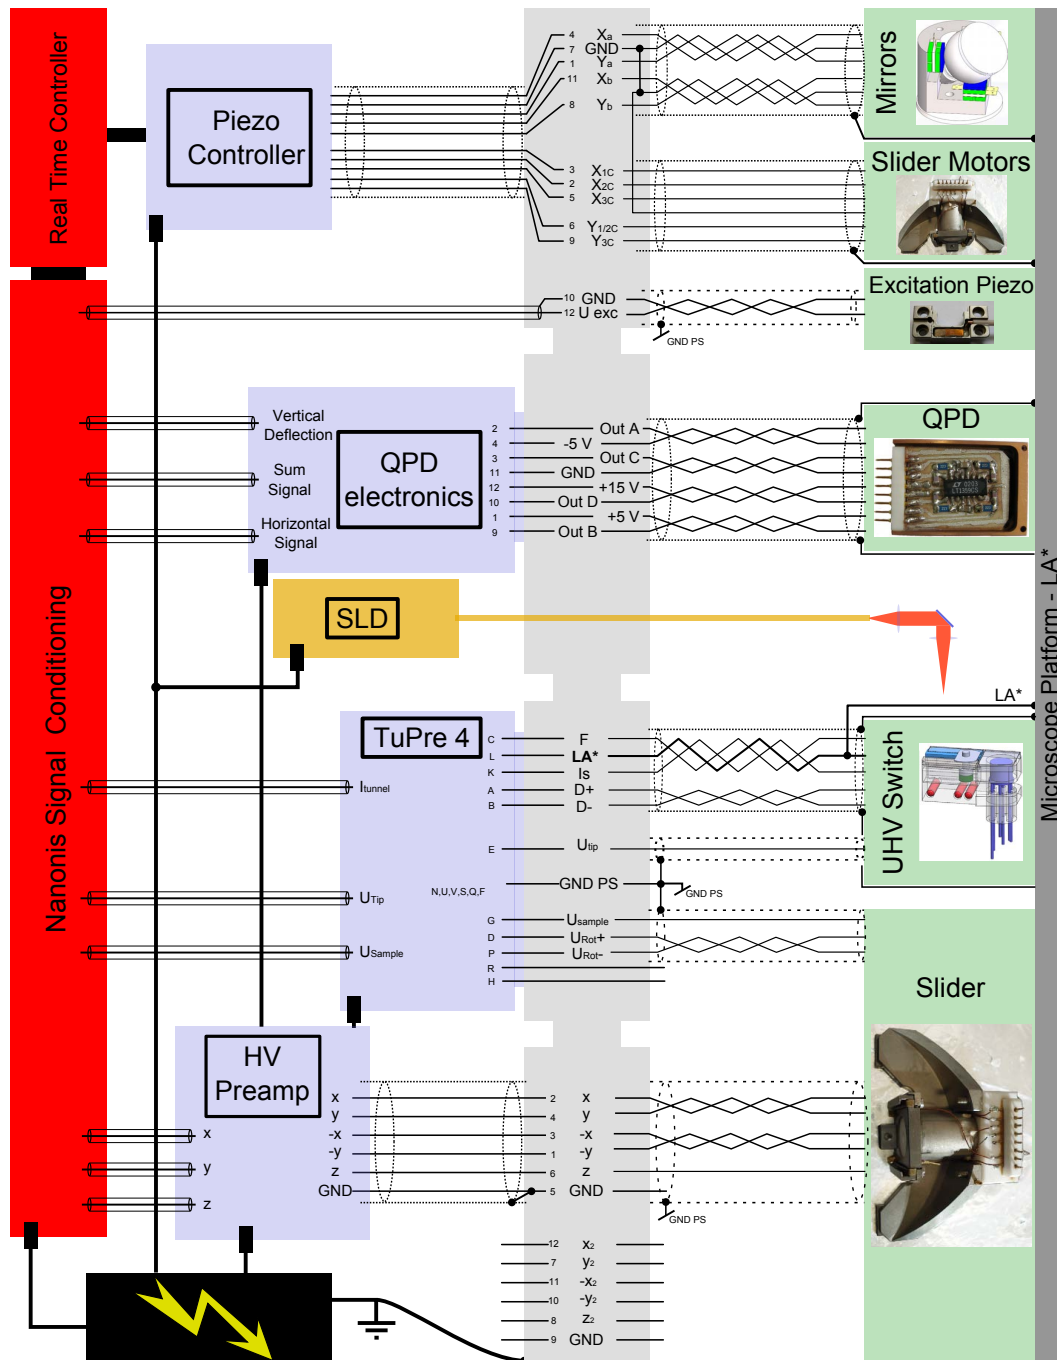 Real Time Controller
Piezo
Controller
4 Xa
7 GND
1 Ya
11 Xb
8 Yb
3 X1C
2 X2C
5 X3C
6 Y1/2C
9 Y3C
Mirrors
Slider Motors
10 GND
12 U exc
GND PS
Excitation Piezo
Nanonis Signal Conditioning
Vertical
Deflection
Sum
Signal
Horizontal
Signal
QPD
electronics
2 Out A
4 -5 V
3 Out C
11 GND
12 +15 V
10 Out D
1 +5 V
9 Out B
QPD
SLD
Microscope Platform - LA*
LA*
TuPre 4
Itunnel
UTip
USample
C F
L LA*
K Is
A D+
B D-
E Utip
N,U,V,S,Q,F GND PS
GND PS
G Usample
D URot+
P URot-
R
H
UHV Switch
Slider
HV
Preamp
x
y
z
x
y
-x
-y
z
GND
2 x
4 y
3 -x
1 -y
6 z
5 GND
GND PS
12 x2
7 y2
11 -x2
10 -y2
8 z2
9 GND